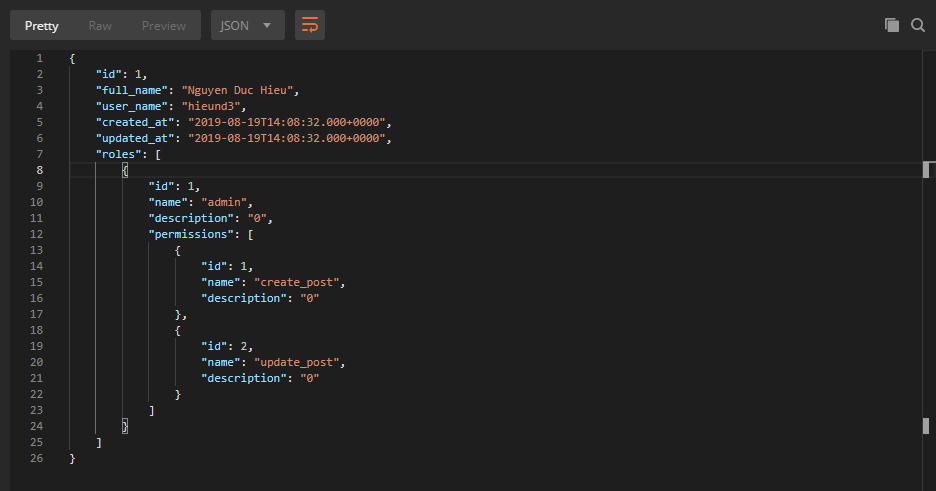 Pretty Raw Preview JSON
1 {
2 "id": 1,
3 "full_name": "Nguyen Duc Hieu",
4 "user_name": "hieund3",
5 "created_at": "2019-08-19T14:08:32.000+0000",
6 "updated_at": "2019-08-19T14:08:32.000+0000",
7 "roles": [
8 {
9 "id": 1,
10 "name": "admin",
11 "description": "0",
12 "permissions": [
13 {
14 "id": 1,
15 "name": "create_post",
16 "description": "0"
17 },
18 {
19 "id": 2,
20 "name": "update_post",
21 "description": "0"
22 }
23 ]
24 }
25 ]
26 }